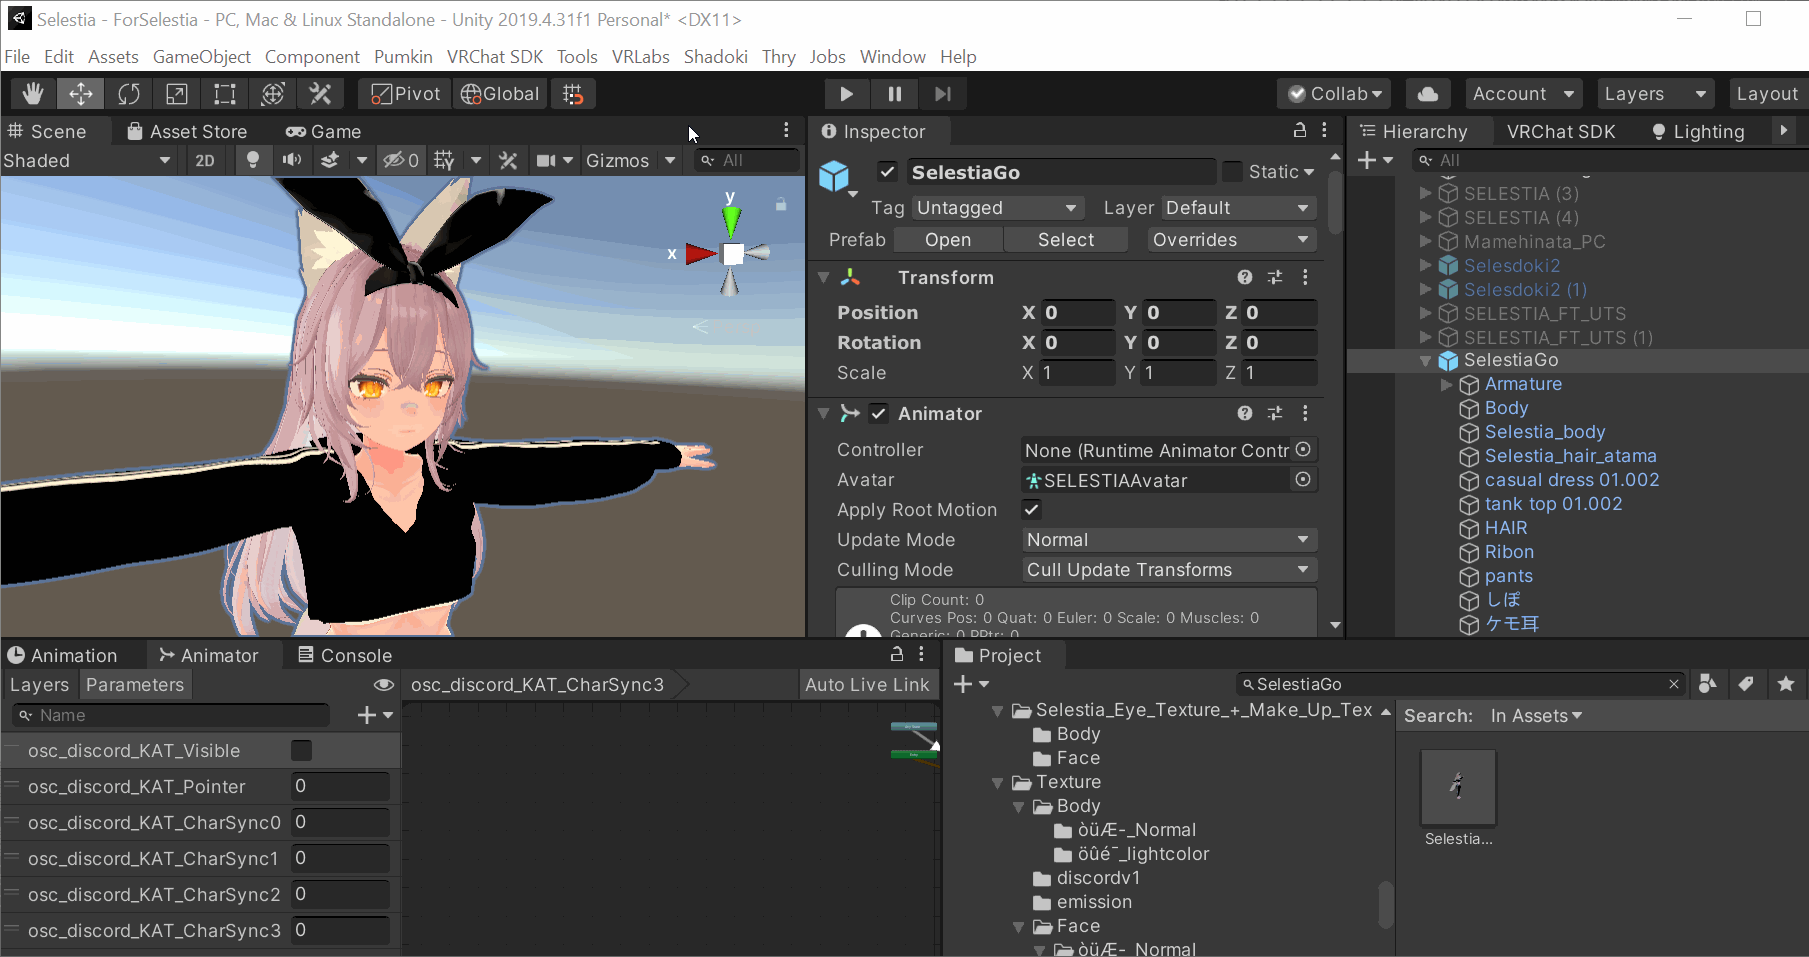 Selestia - ForSelestia - PC, Mac & Linux Standalone - Unity 2019.4.31f1 Personal* <DX11>
File Edit Assets GameObject Component Pumkin VRChat SDK Tools VRLabs Shadoki Thry Jobs Window Help
Pivot Global Collab Account Layers Layout
Scene Asset Store Game
Shaded 2D 0 Gizmos All
y
x
Inspector
SelestiaGo Static
Tag Untagged Layer Default
Prefab Open Select Overrides
Transform
Position X 0 Y 0 Z 0
Rotation X 0 Y 0 Z 0
Scale X 1 Y 1 Z 1
Animator
Controller None (Runtime Animator Contr
Avatar SELESTIAAvatar
Apply Root Motion
Update Mode Normal
Culling Mode Cull Update Transforms
Clip Count: 0
Curves Pos: 0 Quat: 0 Euler: 0 Scale: 0 Muscles: 0
Generic: 0 PPtr: 0
Hierarchy VRChat SDK Lighting
All
SELESTIA (3)
SELESTIA (4)
Mamehinata_PC
Selesdoki2
Selesdoki2 (1)
SELESTIA_FT_UTS
SELESTIA_FT_UTS (1)
SelestiaGo
Armature
Body
Selestia_body
Selestia_hair_atama
casual dress 01.002
tank top 01.002
HAIR
Ribon
pants
しぽ
ケモ耳
Animation Animator Console
Layers Parameters osc_discord_KAT_CharSync3 Auto Live Link
Name
osc_discord_KAT_Visible
osc_discord_KAT_Pointer 0
osc_discord_KAT_CharSync0 0
osc_discord_KAT_CharSync1 0
osc_discord_KAT_CharSync2 0
osc_discord_KAT_CharSync3 0
Project
SelestiaGo
Selestia_Eye_Texture_+_Make_Up_Tex
Body
Face
Texture
Body
òüÆ-_Normal
öûé¯_lightcolor
discordv1
emission
Face
òüÆ-_Normal
Search: In Assets
Selestia...